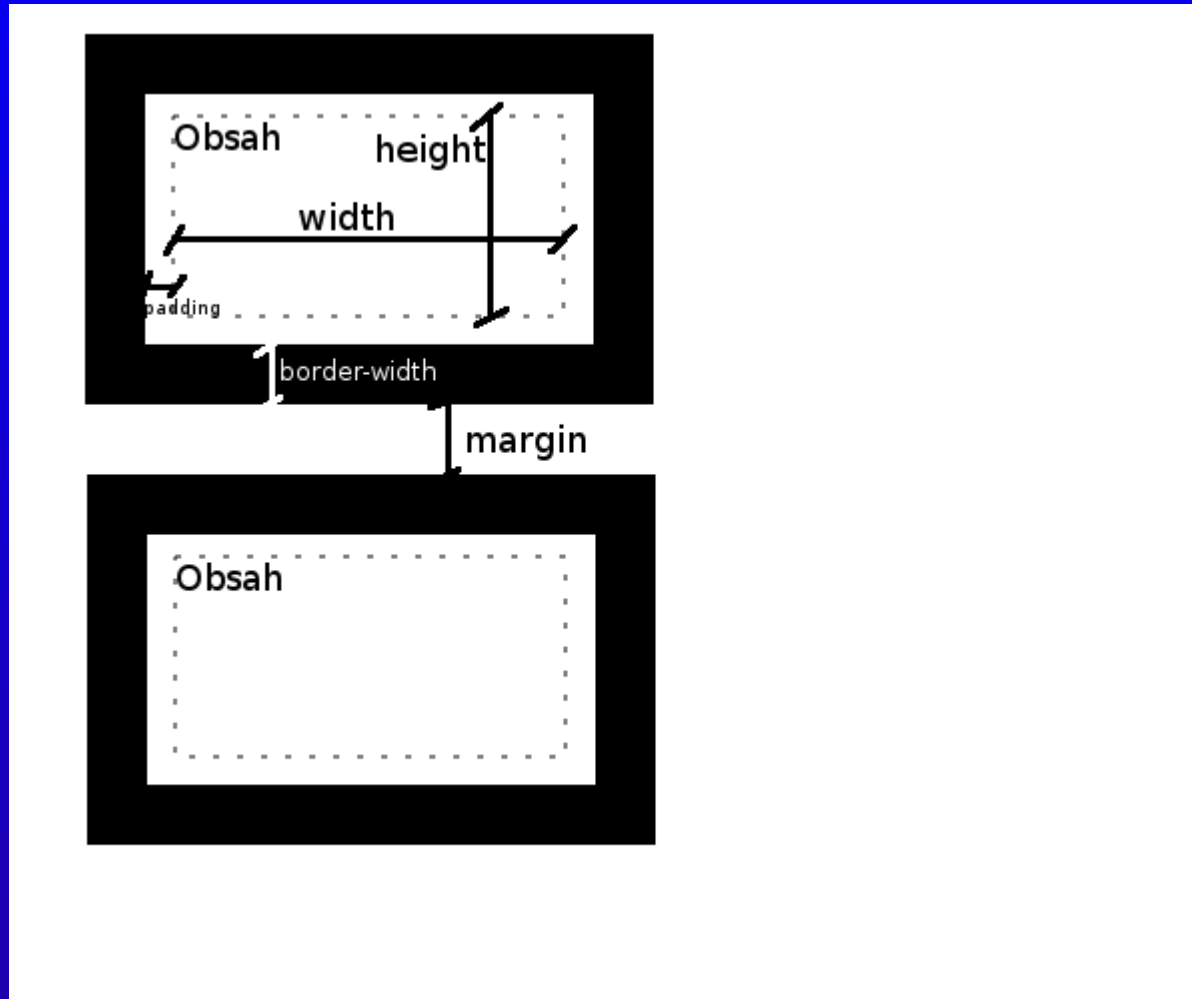 Obsah
height
width
padding
border-width
margin
Obsah